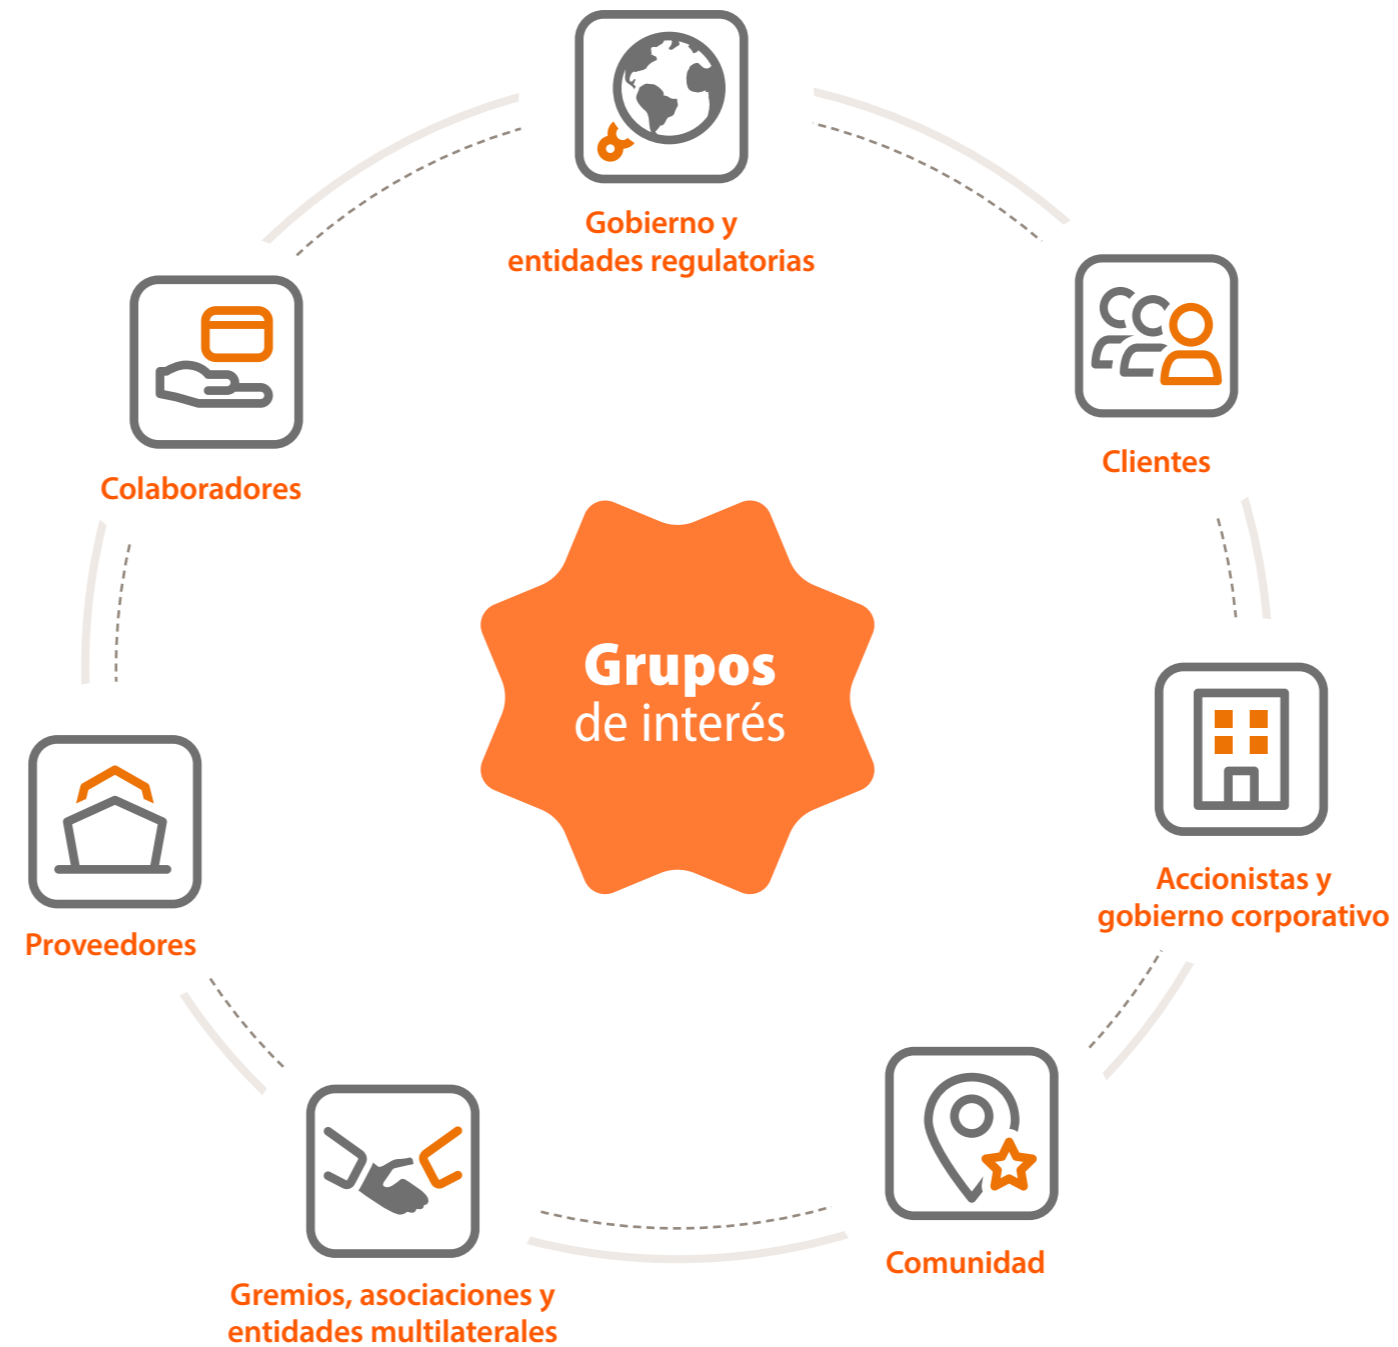 Gobierno y
entidades regulatorias
Clientes
Colaboradores
Grupos
de interés
Accionistas y
gobierno corporativo
Proveedores
Comunidad
Gremios, asociaciones y
entidades multilaterales